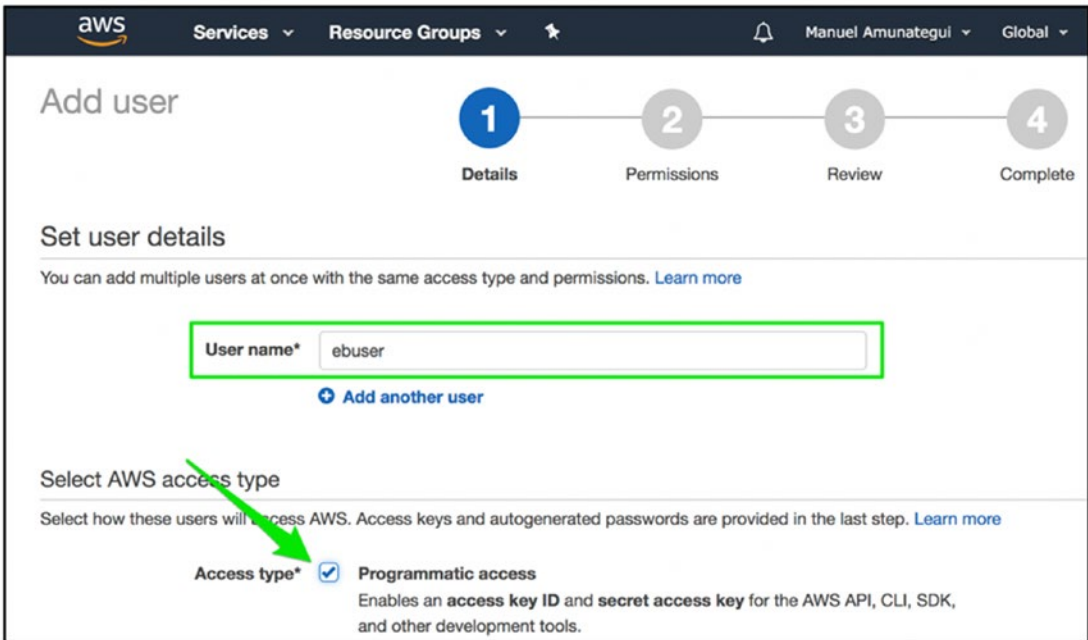 aws Services Resource Groups Manuel Amunategui Global
Add user
1 2 3 4
Details Permissions Review Complete
Set user details
You can add multiple users at once with the same access type and permissions. Learn more
User name* ebuser
Add another user
Select AWS access type
Select how these users will access AWS. Access keys and autogenerated passwords are provided in the last step. Learn more
Access type* Programmatic access
Enables an access key ID and secret access key for the AWS API, CLI, SDK,
and other development tools.